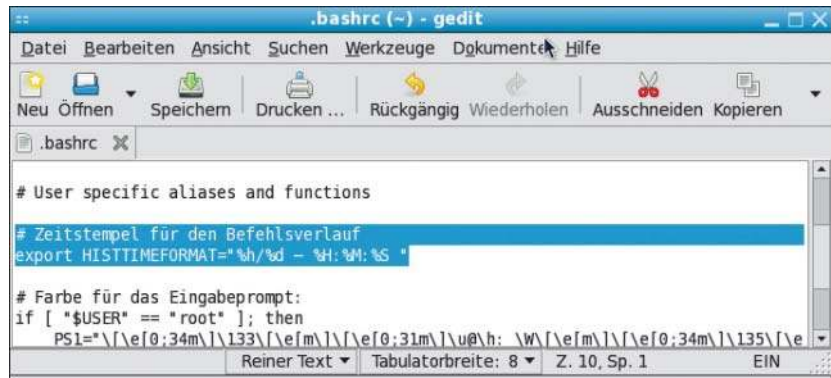 .bashrc (~) - gedit
Datei Bearbeiten Ansicht Suchen Werkzeuge Dokumente Hilfe
Neu Öffnen Speichern Drucken ... Rückgängig Wiederholen Ausschneiden Kopieren
.bashrc
# User specific aliases and functions
# Zeitstempel für den Befehlsverlauf
export HISTTIMEFORMAT="%h/%d – %H:%M:%S "
# Farbe für das Eingabeprompt:
if [ "$USER" == "root" ]; then
PS1="\[\e[0;34m\]\133\[\e[m\]\[\e[0;31m\]\u@\h: \W\[\e[m\]\[\e[0;34m\]\135\[\e
Reiner Text Tabulatorbreite: 8 Z. 10, Sp. 1 EIN